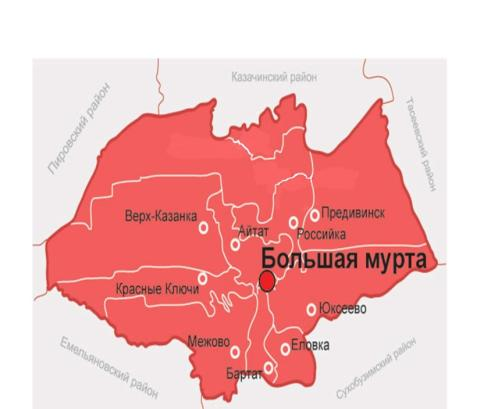 Казачинский район
Пировский район
Тасеевский район
Верх-Казанка
Предивинск
Айтат
Российка
Большая мурта
Красные Ключи
Юксеево
Межово
Еловка
Бартат
Емельяновский район
Сухобузимский район